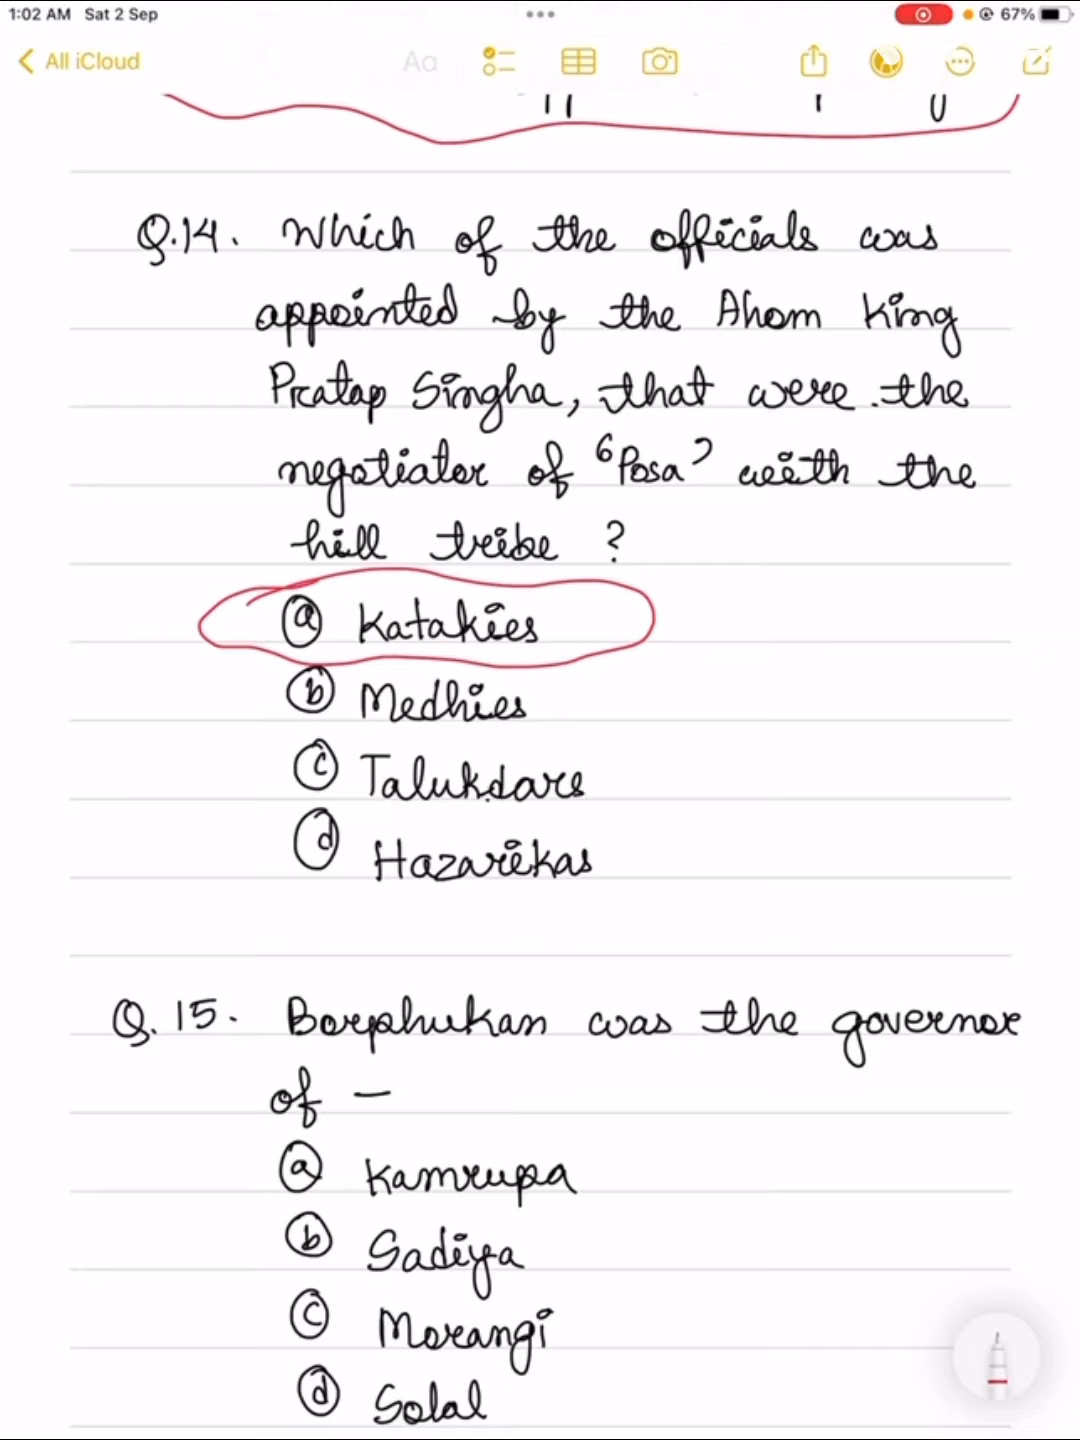 1:02 AM Sat 2 Sep
67%
All iCloud
Aa
Q.14. Which of the officials was
appointed by the Ahom King
Pratap Singha, that were the
negotiator of 'Posa' with the
hill tribe ?
a Katakies
b Medhies
c Talukdars
d Hazarikas
Q. 15. Borphukan was the governor
of —
a Kamrupa
b Sadiya
c Morangi
d Solal